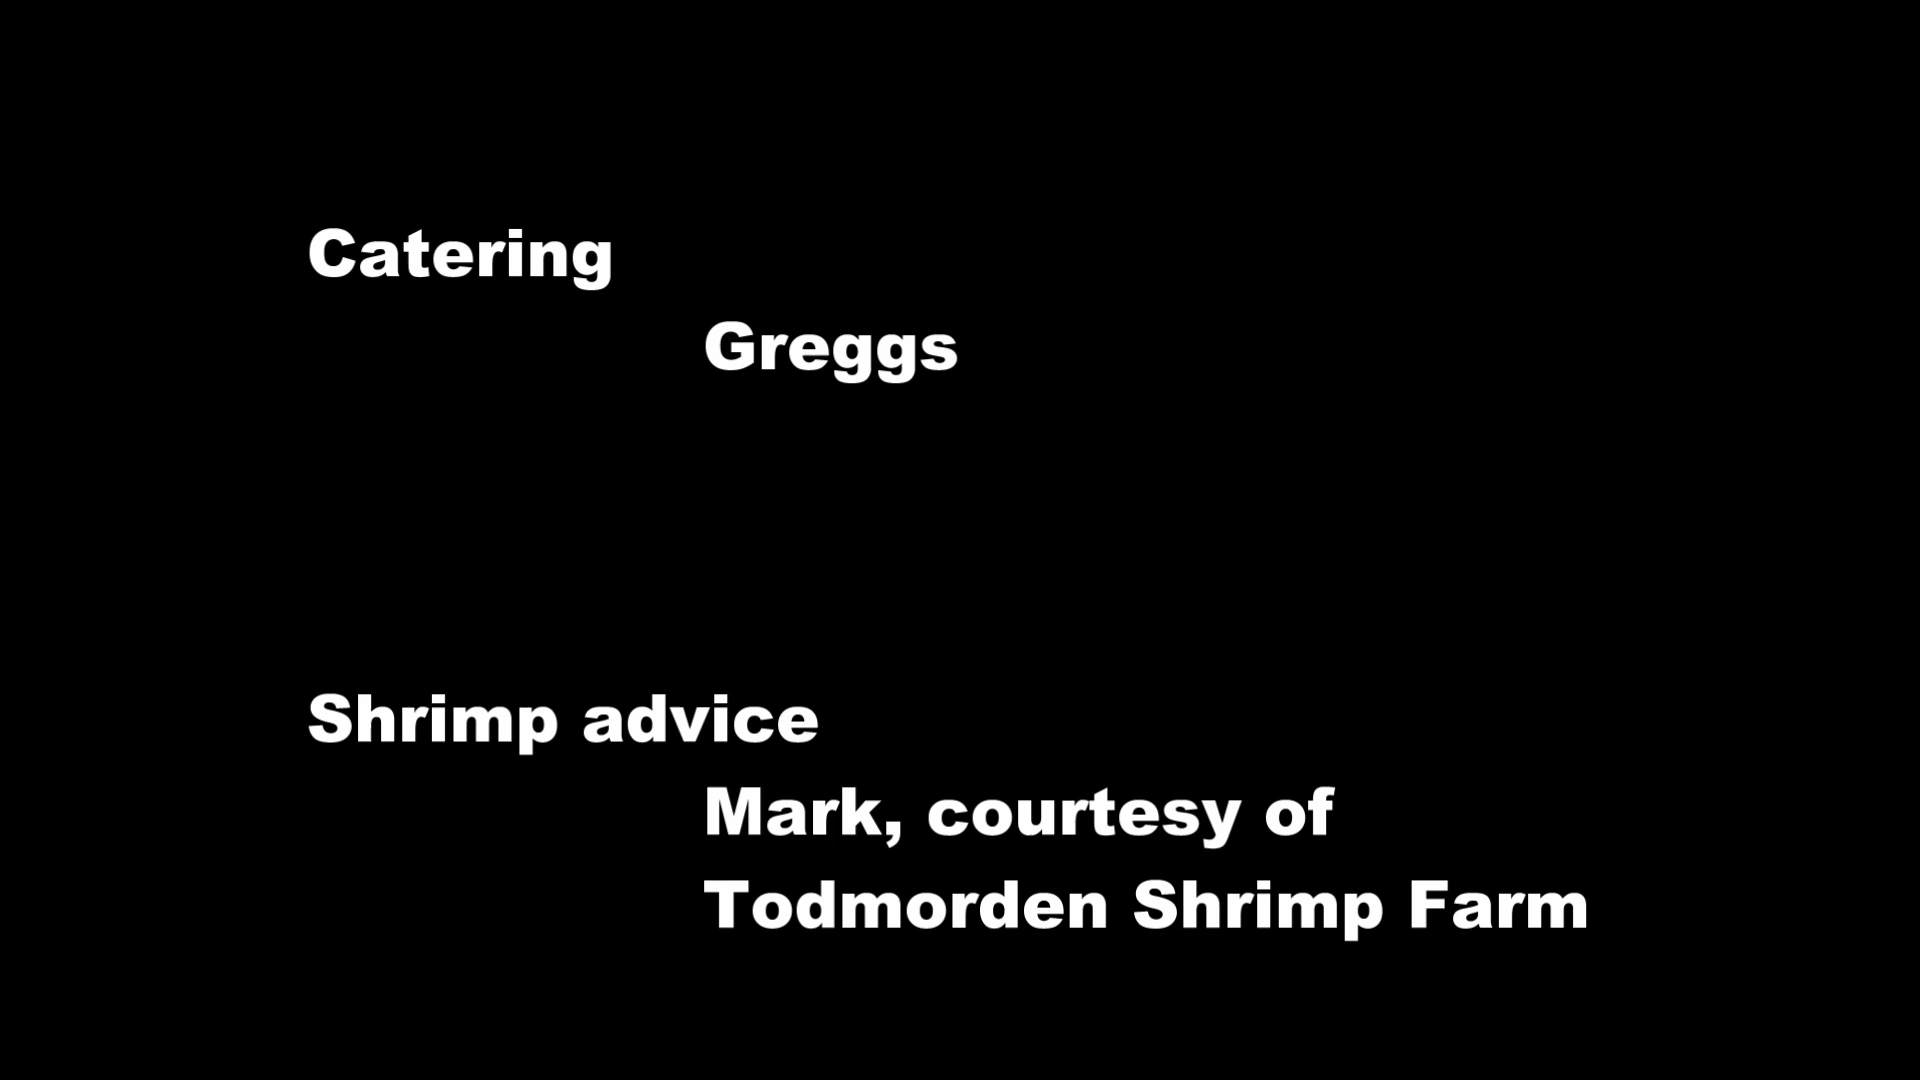 Catering
Greggs
Shrimp advice
Mark, courtesy of
Todmorden Shrimp Farm